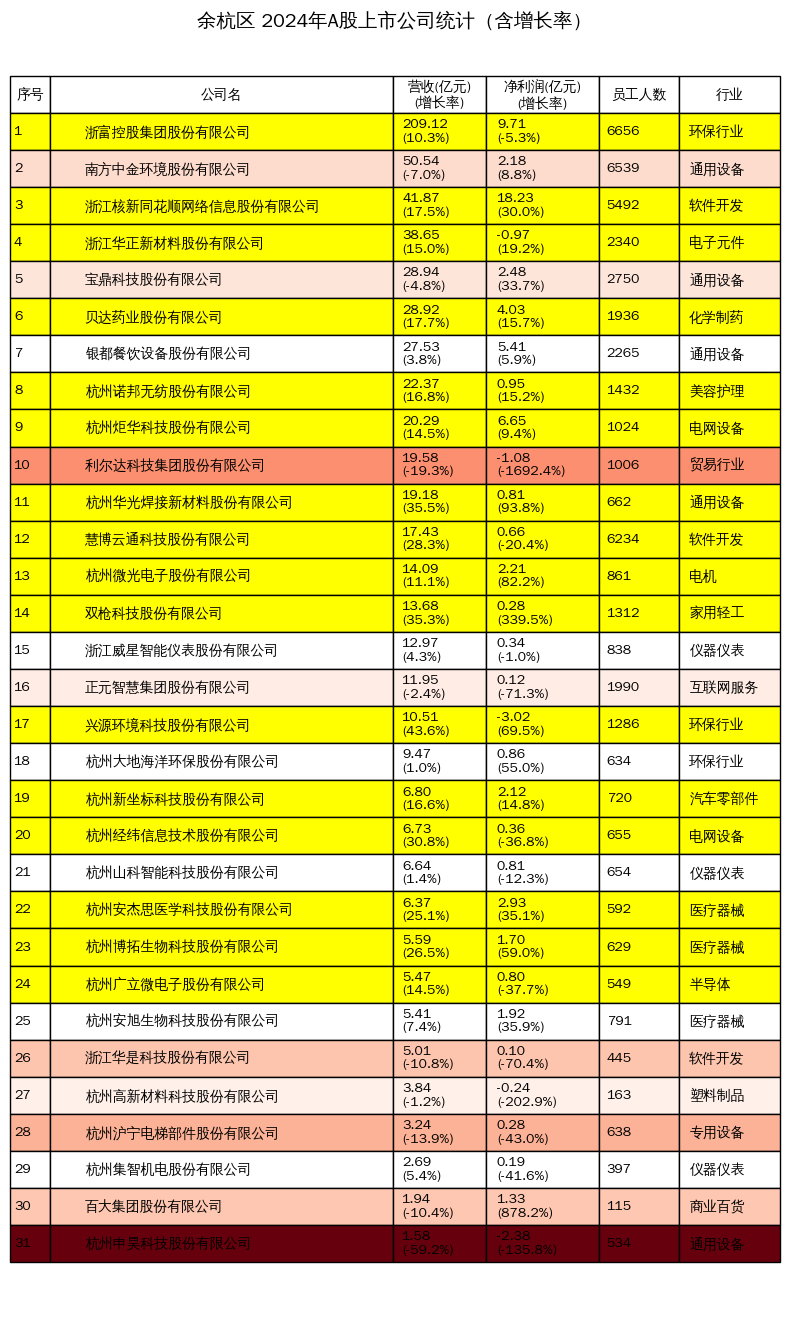 余杭区 2024年A股上市公司统计（含增长率）
序号 公司名 营收(亿元) (增长率) 净利润(亿元) (增长率) 员工人数 行业
1 浙富控股集团股份有限公司 209.12 (10.3%) 9.71 (-5.3%) 6656 环保行业
2 南方中金环境股份有限公司 50.54 (-7.0%) 2.18 (8.8%) 6539 通用设备
3 浙江核新同花顺网络信息股份有限公司 41.87 (17.5%) 18.23 (30.0%) 5492 软件开发
4 浙江华正新材料股份有限公司 38.65 (15.0%) -0.97 (19.2%) 2340 电子元件
5 宝鼎科技股份有限公司 28.94 (-4.8%) 2.48 (33.7%) 2750 通用设备
6 贝达药业股份有限公司 28.92 (17.7%) 4.03 (15.7%) 1936 化学制药
7 银都餐饮设备股份有限公司 27.53 (3.8%) 5.41 (5.9%) 2265 通用设备
8 杭州诺邦无纺股份有限公司 22.37 (16.8%) 0.95 (15.2%) 1432 美容护理
9 杭州炬华科技股份有限公司 20.29 (14.5%) 6.65 (9.4%) 1024 电网设备
10 利尔达科技集团股份有限公司 19.58 (-19.3%) -1.08 (-1692.4%) 1006 贸易行业
11 杭州华光焊接新材料股份有限公司 19.18 (35.5%) 0.81 (93.8%) 662 通用设备
12 慧博云通科技股份有限公司 17.43 (28.3%) 0.66 (-20.4%) 6234 软件开发
13 杭州微光电子股份有限公司 14.09 (11.1%) 2.21 (82.2%) 861 电机
14 双枪科技股份有限公司 13.68 (35.3%) 0.28 (339.5%) 1312 家用轻工
15 浙江威星智能仪表股份有限公司 12.97 (4.3%) 0.34 (-1.0%) 838 仪器仪表
16 正元智慧集团股份有限公司 11.95 (-2.4%) 0.12 (-71.3%) 1990 互联网服务
17 兴源环境科技股份有限公司 10.51 (43.6%) -3.02 (69.5%) 1286 环保行业
18 杭州大地海洋环保股份有限公司 9.47 (1.0%) 0.86 (55.0%) 634 环保行业
19 杭州新坐标科技股份有限公司 6.80 (16.6%) 2.12 (14.8%) 720 汽车零部件
20 杭州经纬信息技术股份有限公司 6.73 (30.8%) 0.36 (-36.8%) 655 电网设备
21 杭州山科智能科技股份有限公司 6.64 (1.4%) 0.81 (-12.3%) 654 仪器仪表
22 杭州安杰思医学科技股份有限公司 6.37 (25.1%) 2.93 (35.1%) 592 医疗器械
23 杭州博拓生物科技股份有限公司 5.59 (26.5%) 1.70 (59.0%) 629 医疗器械
24 杭州广立微电子股份有限公司 5.47 (14.5%) 0.80 (-37.7%) 549 半导体
25 杭州安旭生物科技股份有限公司 5.41 (7.4%) 1.92 (35.9%) 791 医疗器械
26 浙江华是科技股份有限公司 5.01 (-10.8%) 0.10 (-70.4%) 445 软件开发
27 杭州高新材料科技股份有限公司 3.84 (-1.2%) -0.24 (-202.9%) 163 塑料制品
28 杭州沪宁电梯部件股份有限公司 3.24 (-13.9%) 0.28 (-43.0%) 638 专用设备
29 杭州集智机电股份有限公司 2.69 (5.4%) 0.19 (-41.6%) 397 仪器仪表
30 百大集团股份有限公司 1.94 (-10.4%) 1.33 (878.2%) 115 商业百货
31 杭州申昊科技股份有限公司 1.58 (-59.2%) -2.38 (-135.8%) 534 通用设备